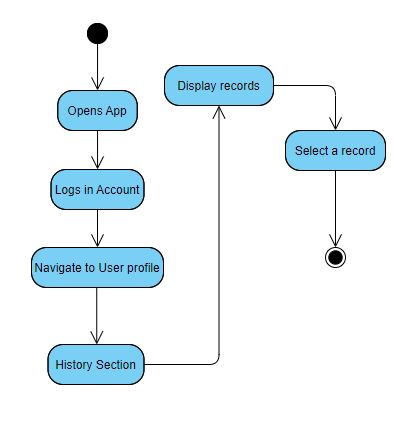 Opens App
Logs in Account
Navigate to User profile
History Section
Display records
Select a record